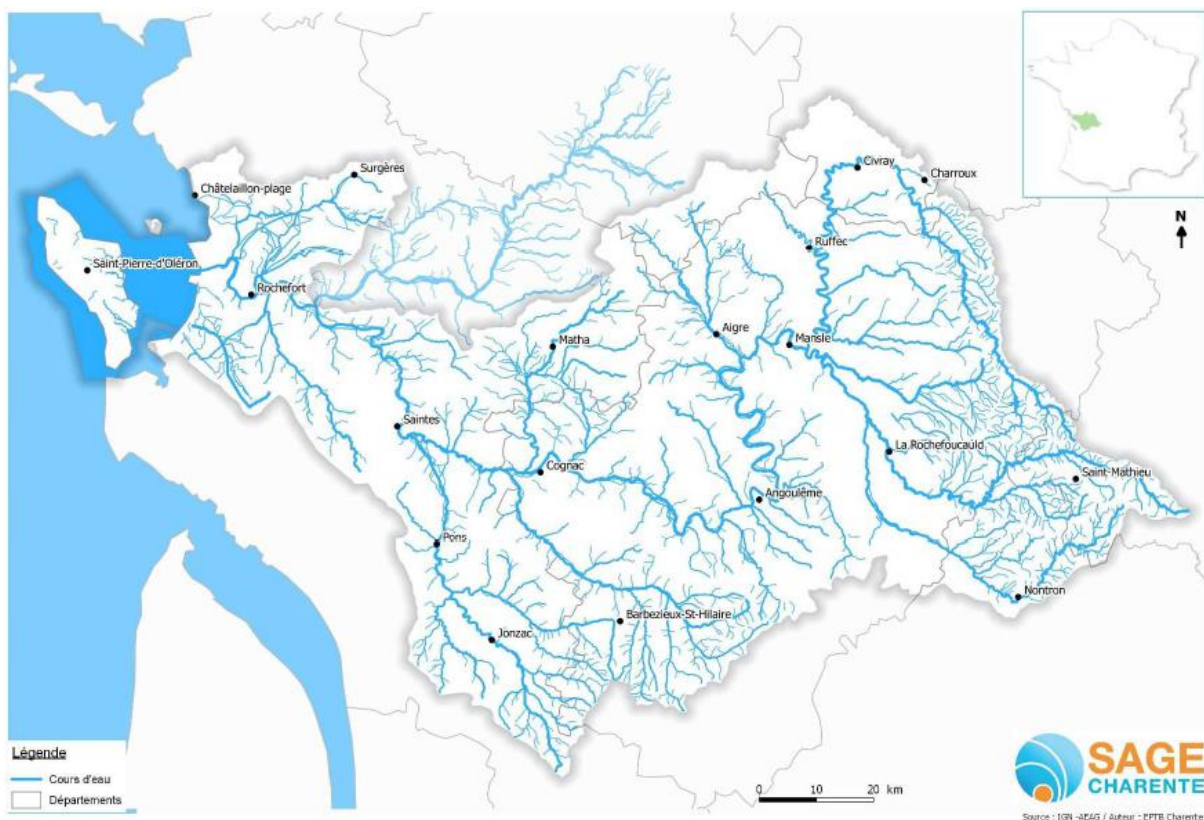 Surgères
Châtelaillon-plage
Civray
Charroux
N
Saint-Pierre-d'Oléron
Rochefort
Ruffec
Aigre
Mansle
Matha
Saintes
La Rochefoucauld
Cognac
Saint-Mathieu
Angoulême
Pons
Nontron
Barbezieux-St-Hilaire
Jonzac
Légende
Cours d'eau
Départements
0 10 20 km
SAGE
CHARENTE
Source : IGN -AEAG / Auteur : EPTB Charente